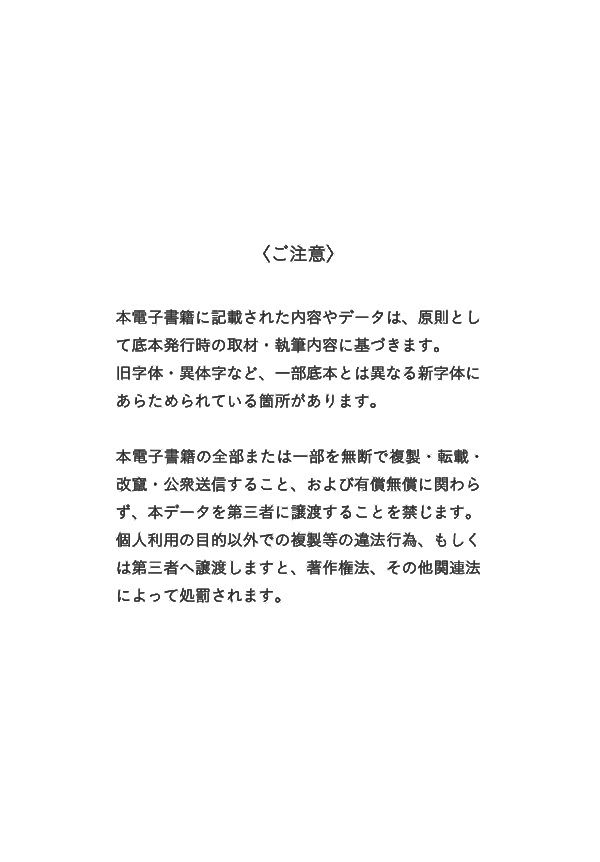 〈ご注意〉
本電子書籍に記載された内容やデータは、原則とし
て底本発行時の取材・執筆内容に基づきます。
旧字体・異体字など、一部底本とは異なる新字体に
あらためられている箇所があります。
本電子書籍の全部または一部を無断で複製・転載・
改竄・公衆送信すること、および有償無償に関わら
ず、本データを第三者に譲渡することを禁じます。
個人利用の目的以外での複製等の違法行為、もしく
は第三者へ譲渡しますと、著作権法、その他関連法
によって処罰されます。